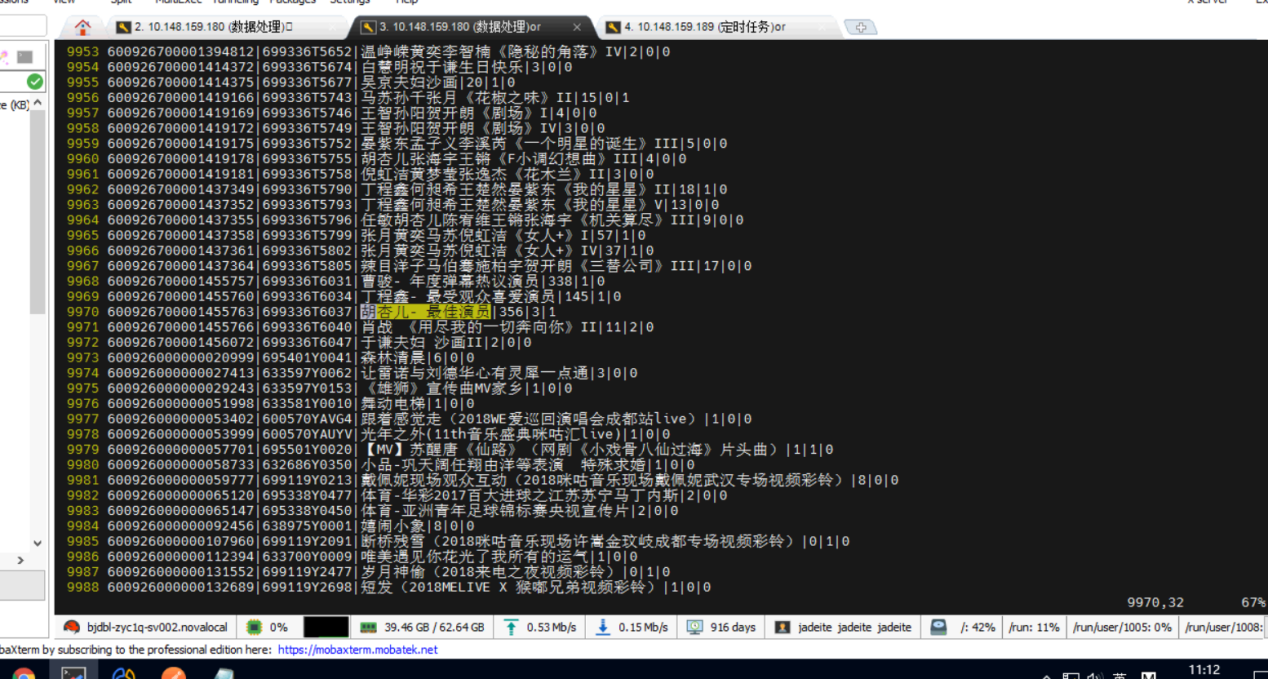 Split MultiExec Tunneling Packages Settings Help
X server
2. 10.148.159.180 (数据处理) 3. 10.148.159.180 (数据处理)or 4. 10.148.159.189 (定时任务)or
(KB)
9953 600926700001394812|699336T5652|温峥嵘黄奕李智楠《隐秘的角落》IV|2|0|0
9954 600926700001414372|699336T5674|白慧明祝于谦生日快乐|3|0|0
9955 600926700001414375|699336T5677|吴京夫妇沙画|20|1|0
9956 600926700001419166|699336T5743|马苏孙千张月《花椒之味》II|15|0|1
9957 600926700001419169|699336T5746|王智孙阳贺开朗《剧场》I|4|0|0
9958 600926700001419172|699336T5749|王智孙阳贺开朗《剧场》IV|3|0|0
9959 600926700001419175|699336T5752|晏紫东孟子义李溪芮《一个明星的诞生》III|5|0|0
9960 600926700001419178|699336T5755|胡杏儿张海宇王锵《F小调幻想曲》III|4|0|0
9961 600926700001419181|699336T5758|倪虹洁黄梦莹张逸杰《花木兰》II|3|0|0
9962 600926700001437349|699336T5790|丁程鑫何昶希王楚然晏紫东《我的星星》II|18|1|0
9963 600926700001437352|699336T5793|丁程鑫何昶希王楚然晏紫东《我的星星》V|13|0|0
9964 600926700001437355|699336T5796|任敏胡杏儿陈宥维王锵张海宇《机关算尽》III|9|0|0
9965 600926700001437358|699336T5799|张月黄奕马苏倪虹洁《女人+》I|57|1|0
9966 600926700001437361|699336T5802|张月黄奕马苏倪虹洁《女人+》IV|37|1|0
9967 600926700001437364|699336T5805|辣目洋子马伯骞施柏宇贺开朗《三替公司》III|17|0|0
9968 600926700001455757|699336T6031|曹骏- 年度弹幕热议演员|338|1|0
9969 600926700001455760|699336T6034|丁程鑫- 最受观众喜爱演员|145|1|0
9970 600926700001455763|699336T6037|胡杏儿- 最佳演员|356|3|1
9971 600926700001455766|699336T6040|肖战 《用尽我的一切奔向你》II|11|2|0
9972 600926700001456072|699336T6047|于谦夫妇 沙画II|2|0|0
9973 600926000000020999|695401Y0041|森林清晨|6|0|0
9974 600926000000027413|633597Y0062|让雷诺与刘德华心有灵犀一点通|3|0|0
9975 600926000000029243|633597Y0153|《雄狮》宣传曲MV家乡|1|0|0
9976 600926000000051998|633581Y0010|舞动电梯|1|0|0
9977 600926000000053402|600570YAVG4|跟着感觉走（2018WE爱巡回演唱会成都站live）|1|0|0
9978 600926000000053999|600570YAUYV|光年之外(11th音乐盛典咪咕汇live)|1|0|0
9979 600926000000057701|695501Y0020|【MV】苏醒唐《仙路》（网剧《小戏骨八仙过海》片头曲）|1|1|0
9980 600926000000058733|632686Y0350|小品-巩天阔任翔由洋等表演　特殊求婚|1|0|0
9981 600926000000059777|699119Y0213|戴佩妮现场观众互动（2018咪咕音乐现场戴佩妮武汉专场视频彩铃）|8|0|0
9982 600926000000065120|695338Y0477|体育-华彩2017百大进球之江苏苏宁马丁内斯|2|0|0
9983 600926000000065147|695338Y0450|体育-亚洲青年足球锦标赛央视宣传片|2|0|0
9984 600926000000092456|638975Y0001|嬉闹小象|8|0|0
9985 600926000000107960|699119Y2091|断桥残雪（2018咪咕音乐现场许嵩金玟岐成都专场视频彩铃）|0|1|0
9986 600926000000112394|633700Y0009|唯美遇见你花光了我所有的运气|1|0|0
9987 600926000000131552|699119Y2477|岁月神偷（2018来电之夜视频彩铃）|0|1|0
9988 600926000000132689|699119Y2698|短发（2018MELIVE X 猴嘟兄弟视频彩铃）|1|0|0
9970,32 67%
bjdbl-zyc1q-sv002.novalocal 0% 39.46 GB / 62.64 GB 0.53 Mb/s 0.15 Mb/s 916 days jadeite jadeite jadeite /: 42% /run: 11% /run/user/1005: 0% /run/user/1008:
baXterm by subscribing to the professional edition here: https://mobaxterm.mobatek.net
英 M 11:12